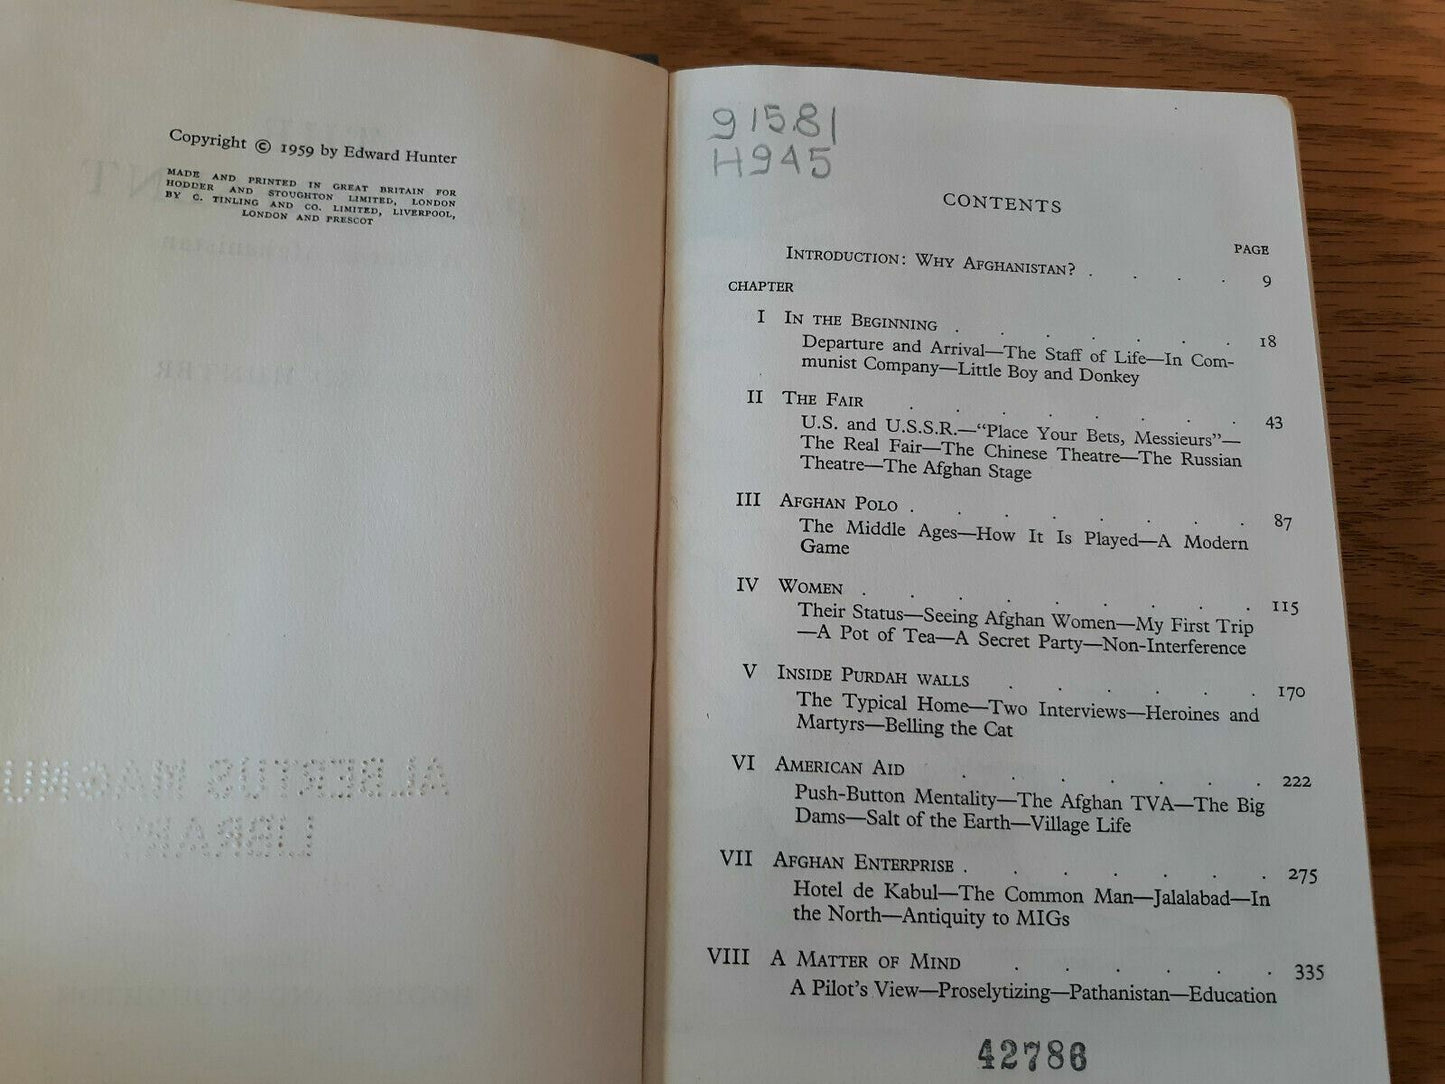 Copyright © 1959 by Edward Hunter
MADE AND PRINTED IN GREAT BRITAIN FOR
HODDER AND STOUGHTON LIMITED, LONDON
BY C. TINLING AND CO. LIMITED, LIVERPOOL,
LONDON AND PRESCOT
ALBERTUS MAGNU
LIBRARY
91581
H945
CONTENTS
PAGE
INTRODUCTION: WHY AFGHANISTAN? . . . . 9
CHAPTER
I IN THE BEGINNING . . . . . . . 18
Departure and Arrival—The Staff of Life—In Com-
munist Company—Little Boy and Donkey
II THE FAIR . . . . . . . . 43
U.S. and U.S.S.R.—“Place Your Bets, Messieurs”—
The Real Fair—The Chinese Theatre—The Russian
Theatre—The Afghan Stage
III AFGHAN POLO . . . . . . . . 87
The Middle Ages—How It Is Played—A Modern
Game
IV WOMEN . . . . . . . . . 115
Their Status—Seeing Afghan Women—My First Trip
—A Pot of Tea—A Secret Party—Non-Interference
V INSIDE PURDAH WALLS . . . . . . 170
The Typical Home—Two Interviews—Heroines and
Martyrs—Belling the Cat
VI AMERICAN AID . . . . . . . 222
Push-Button Mentality—The Afghan TVA—The Big
Dams—Salt of the Earth—Village Life
VII AFGHAN ENTERPRISE . . . . . . . 275
Hotel de Kabul—The Common Man—Jalalabad—In
the North—Antiquity to MIGs
VIII A MATTER OF MIND . . . . . . 335
A Pilot’s View—Proselytizing—Pathanistan—Education
42786